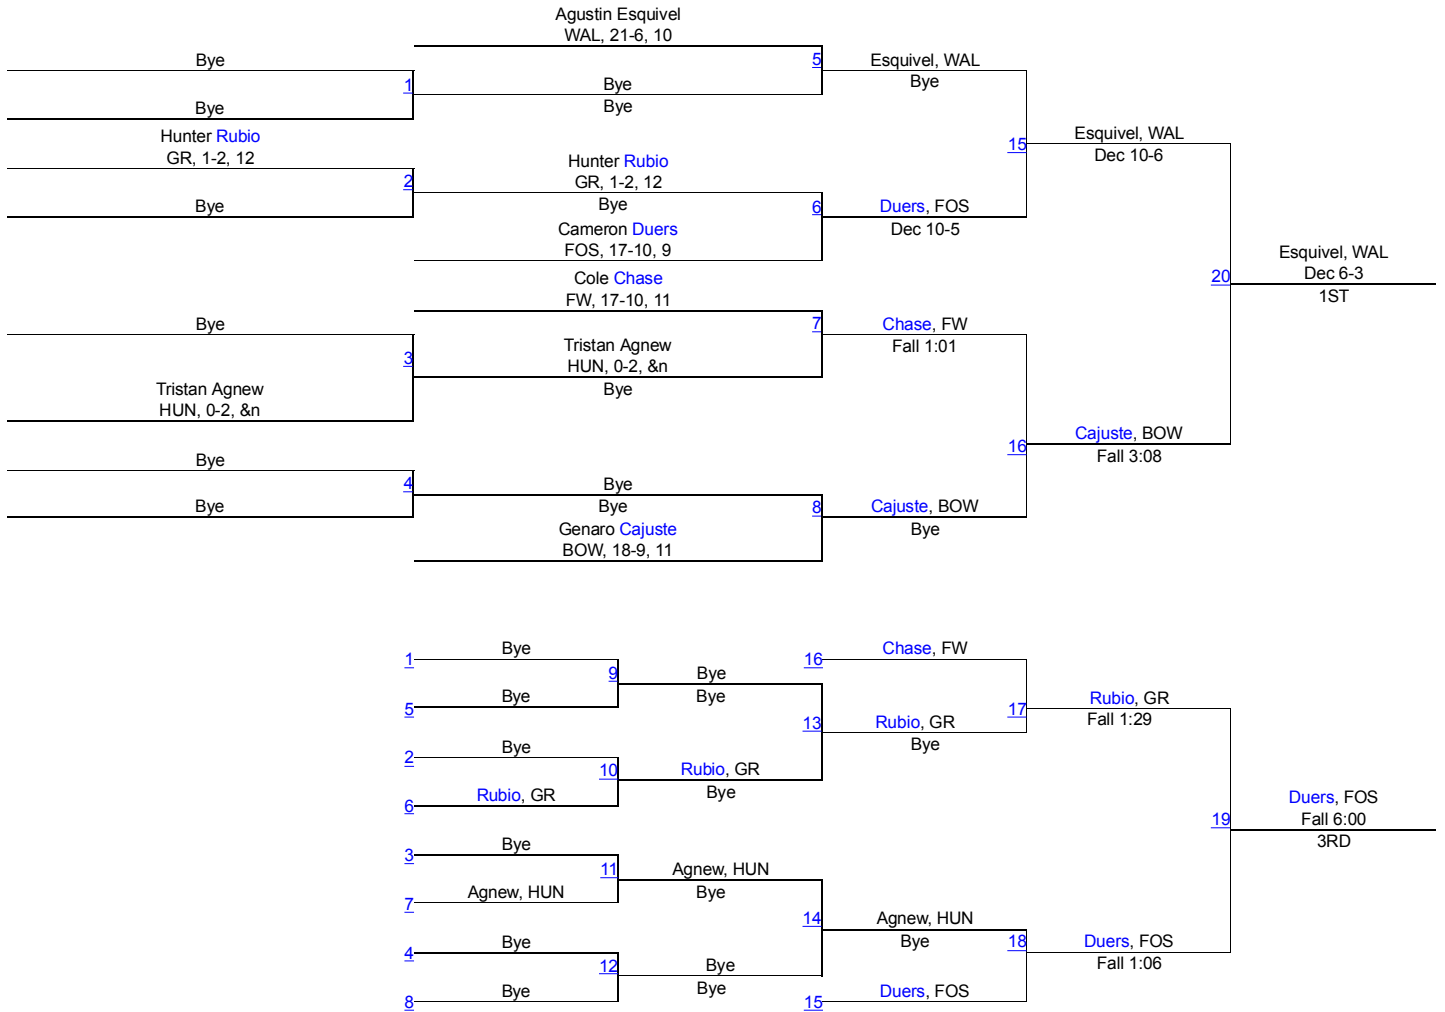 Agustin Esquivel
WAL, 21-6, 10
Bye
5
Esquivel, WAL
1
Bye
Bye
Bye
Bye
Hunter Rubio
GR, 1-2, 12
Esquivel, WAL
15
Dec 10-6
Hunter Rubio
GR, 1-2, 12
2
Bye
Bye
6
Duers, FOS
Cameron Duers
FOS, 17-10, 9
Dec 10-5
Esquivel, WAL
Dec 6-3
20
1ST
Cole Chase
FW, 17-10, 11
Bye
7
Chase, FW
Fall 1:01
3
Tristan Agnew
HUN, 0-2, &n
Bye
Tristan Agnew
HUN, 0-2, &n
16
Cajuste, BOW
Fall 3:08
Bye
4
Bye
Bye
Bye
8
Cajuste, BOW
Bye
Genaro Cajuste
BOW, 18-9, 11
1
Bye
16
Chase, FW
9
Bye
Bye
5
Bye
17
Rubio, GR
Fall 1:29
13
Rubio, GR
Bye
2
Bye
10
Rubio, GR
Bye
6
Rubio, GR
19
Duers, FOS
Fall 6:00
3RD
3
Bye
11
Agnew, HUN
Bye
7
Agnew, HUN
14
Agnew, HUN
Bye
18
Duers, FOS
Fall 1:06
4
Bye
12
Bye
Bye
8
Bye
15
Duers, FOS